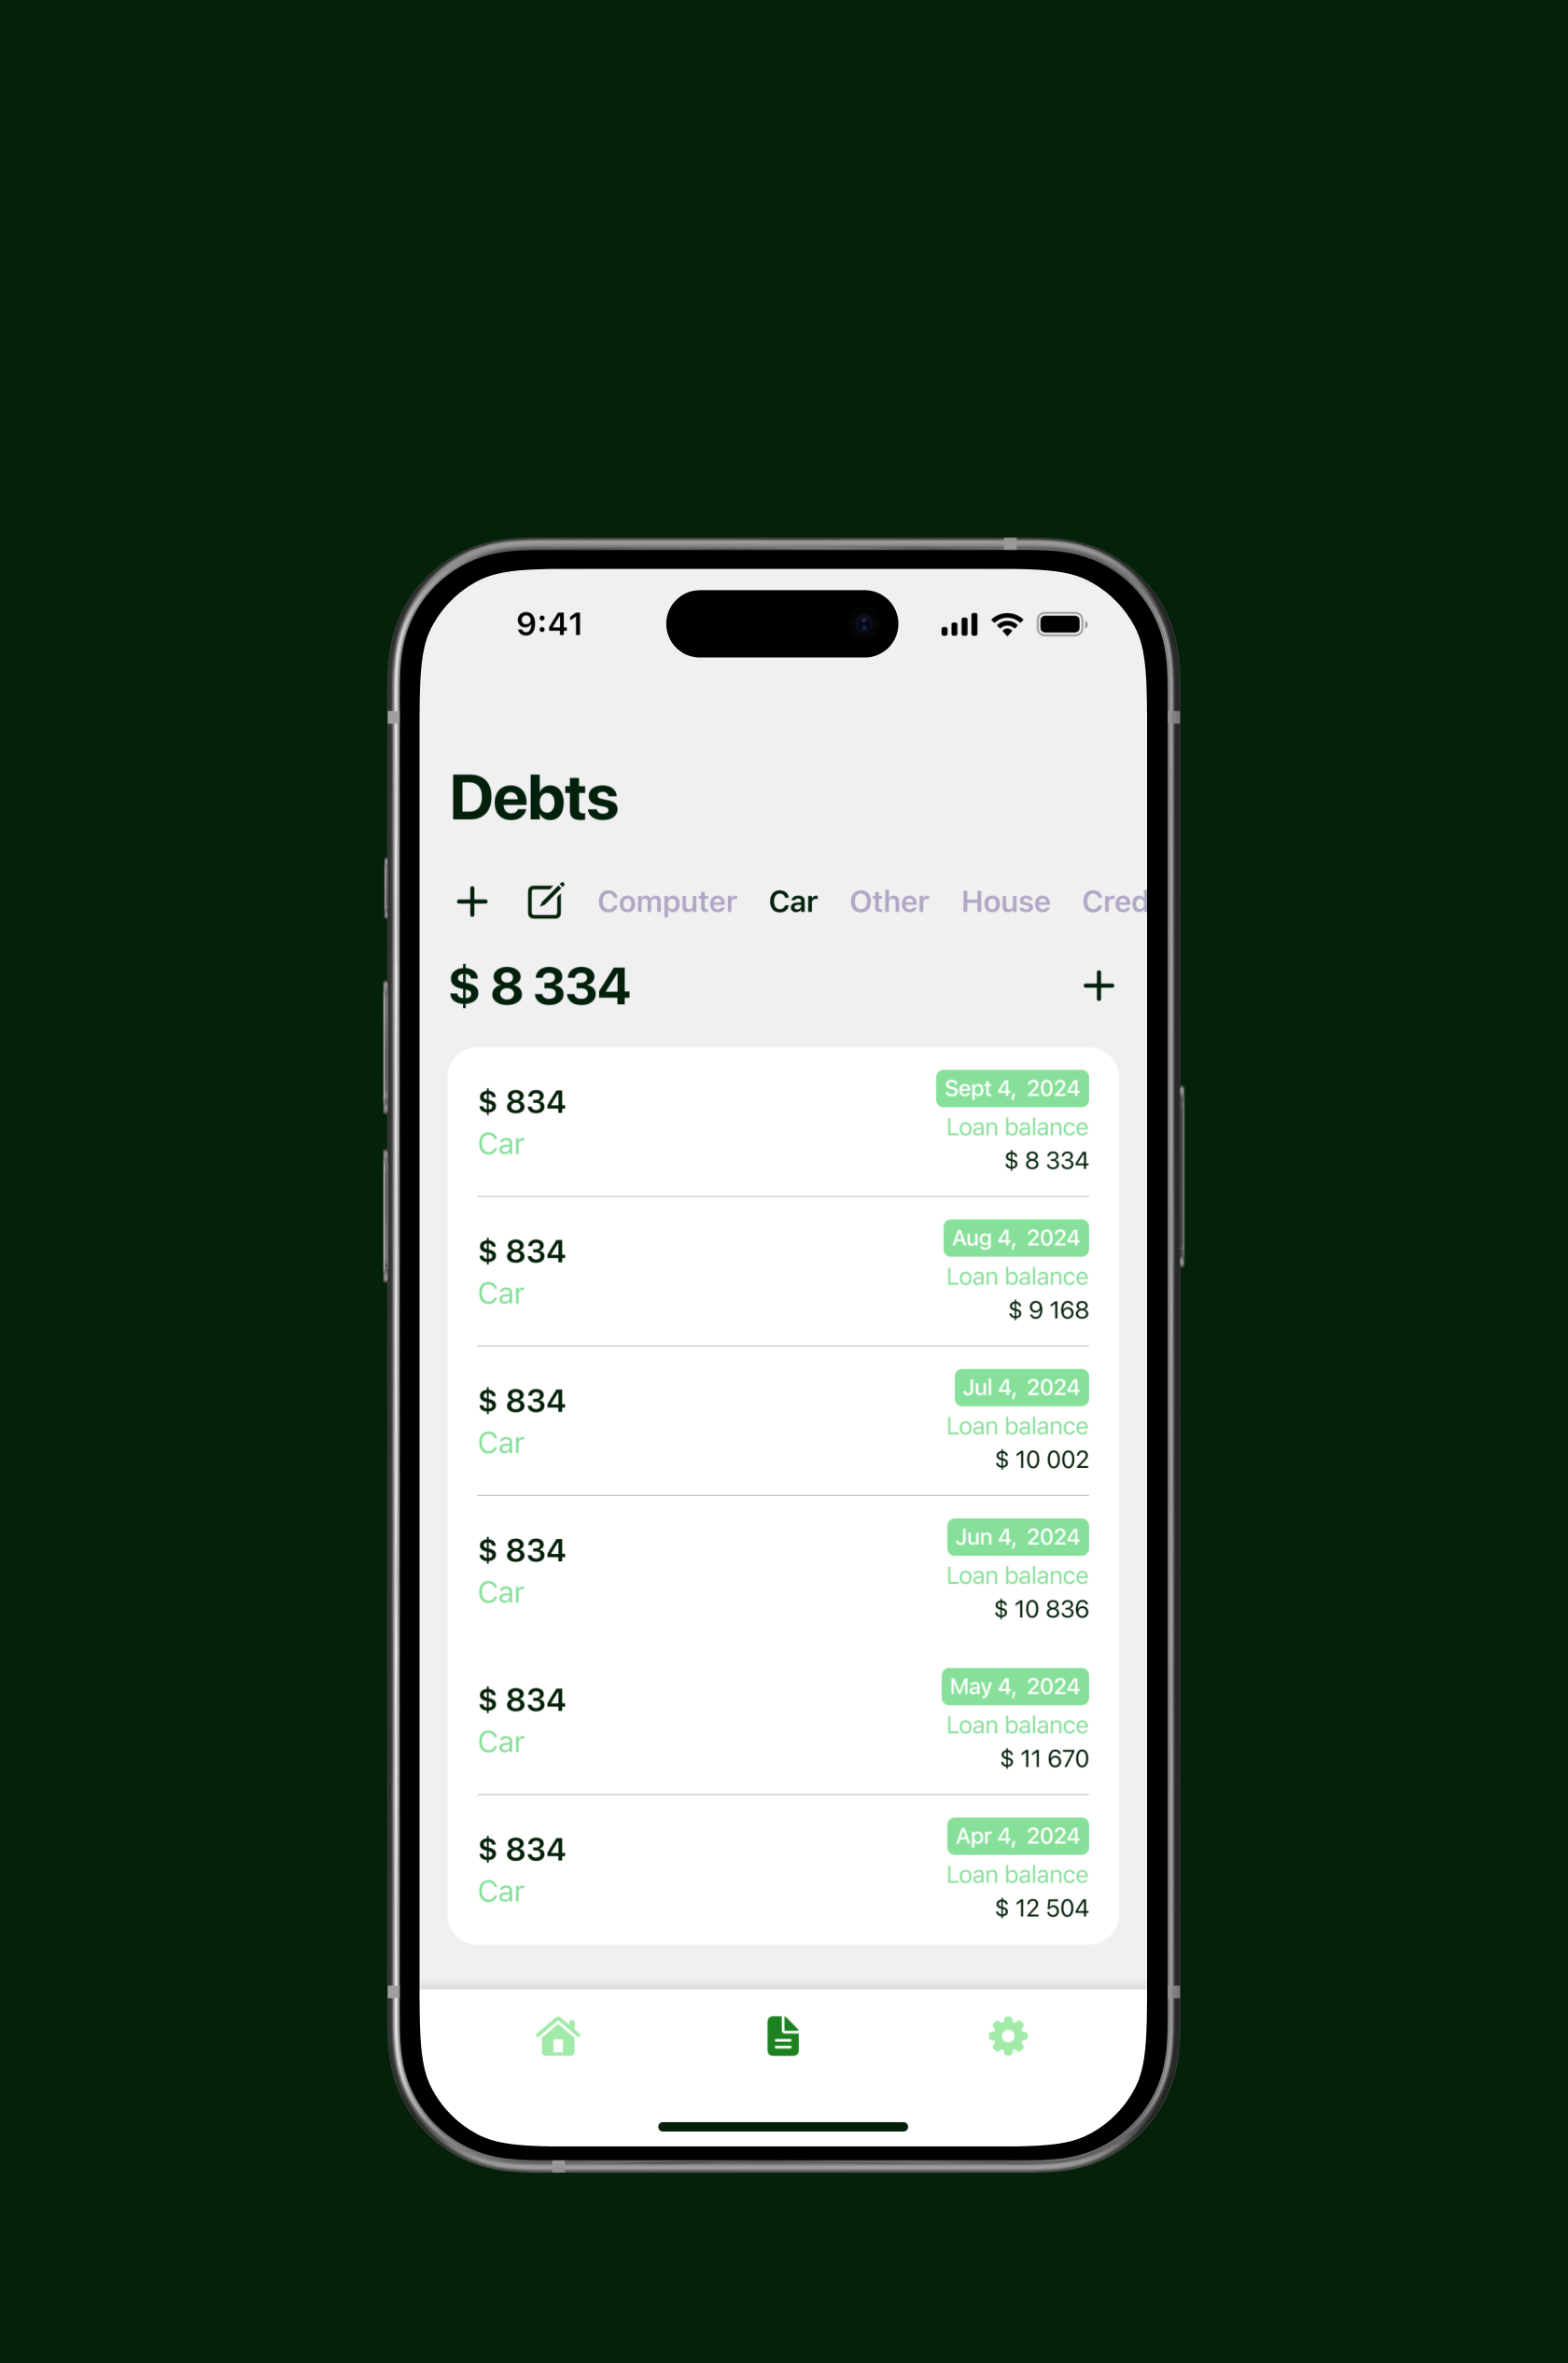 9:41
Debts
Computer Car Other House Cred
$ 8 334
$ 834
Car
Sept 4, 2024
Loan balance
$ 8 334
$ 834
Car
Aug 4, 2024
Loan balance
$ 9 168
$ 834
Car
Jul 4, 2024
Loan balance
$ 10 002
$ 834
Car
Jun 4, 2024
Loan balance
$ 10 836
$ 834
Car
May 4, 2024
Loan balance
$ 11 670
$ 834
Car
Apr 4, 2024
Loan balance
$ 12 504